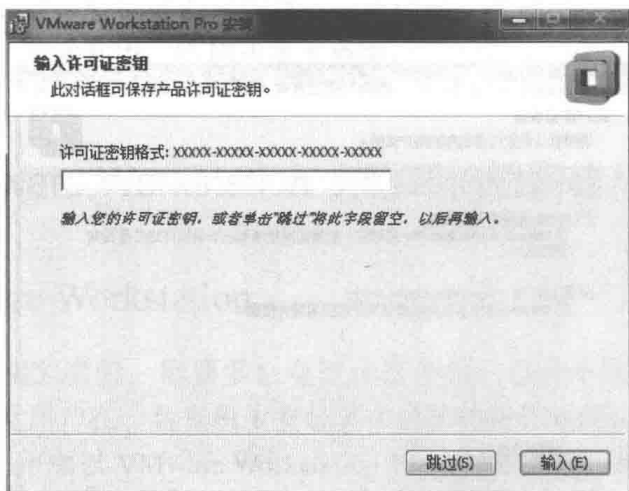 VMware Workstation Pro 安装
输入许可证密钥
此对话框可保存产品许可证密钥。
许可证密钥格式: XXXXX-XXXXX-XXXXX-XXXXX-XXXXX
输入您的许可证密钥，或者单击"跳过"将此字段留空，以后再输入。
跳过(S)
输入(E)